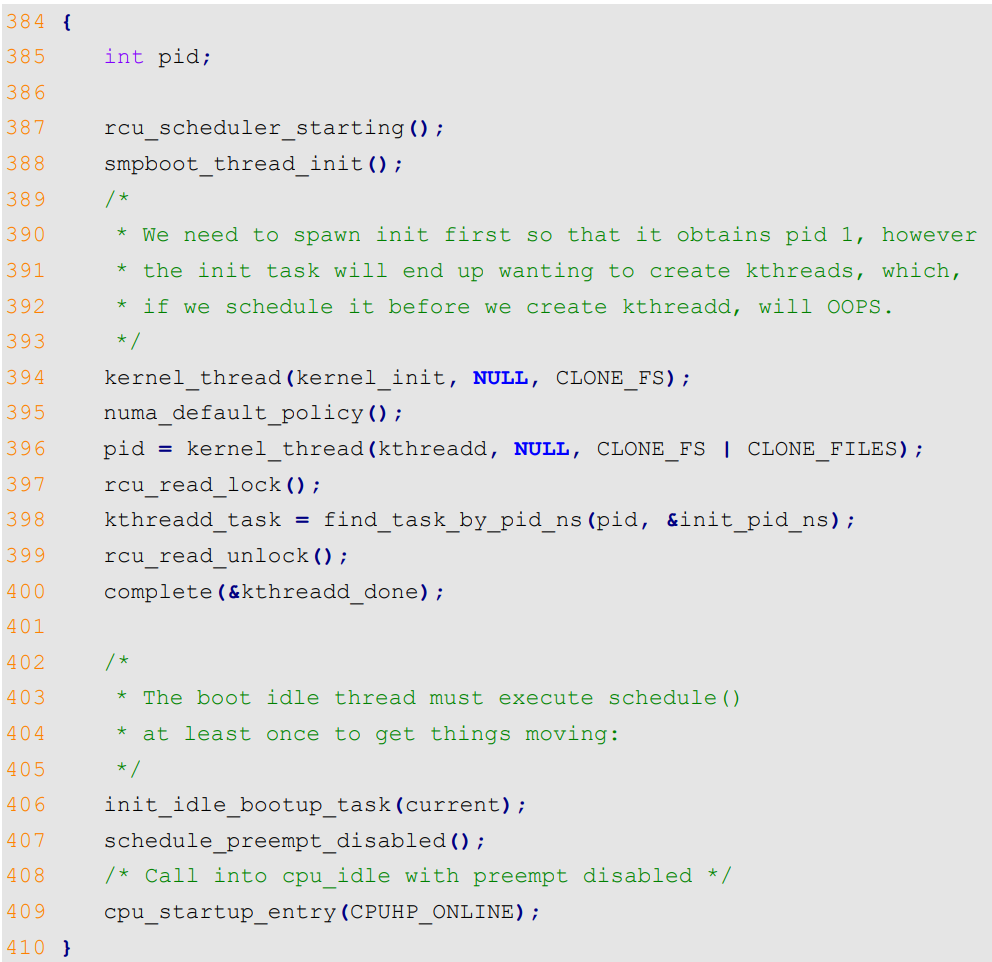 384 {
385     int pid;
386
387     rcu_scheduler_starting();
388     smpboot_thread_init();
389     /*
390      * We need to spawn init first so that it obtains pid 1, however
391      * the init task will end up wanting to create kthreads, which,
392      * if we schedule it before we create kthreadd, will OOPS.
393      */
394     kernel_thread(kernel_init, NULL, CLONE_FS);
395     numa_default_policy();
396     pid = kernel_thread(kthreadd, NULL, CLONE_FS | CLONE_FILES);
397     rcu_read_lock();
398     kthreadd_task = find_task_by_pid_ns(pid, &init_pid_ns);
399     rcu_read_unlock();
400     complete(&kthreadd_done);
401
402     /*
403      * The boot idle thread must execute schedule()
404      * at least once to get things moving:
405      */
406     init_idle_bootup_task(current);
407     schedule_preempt_disabled();
408     /* Call into cpu_idle with preempt disabled */
409     cpu_startup_entry(CPUHP_ONLINE);
410 }